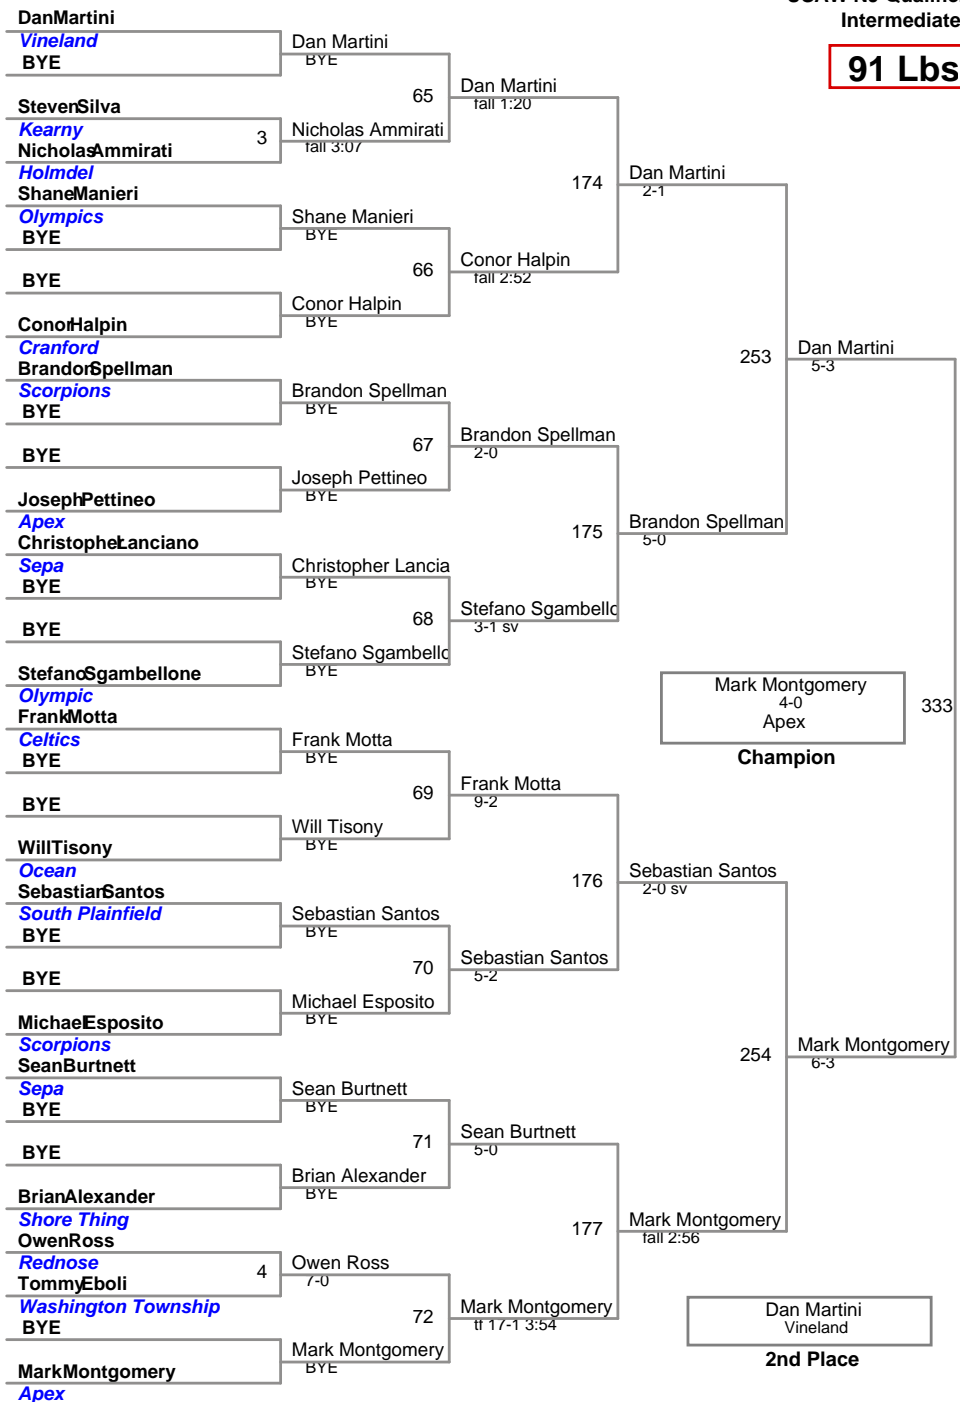 Intermediate
91 Lbs
DanMartini
Vineland
BYE
StevenSilva
Kearny
NicholasAmmirati
Holmdel
ShaneManieri
Olympics
BYE
BYE
ConorHalpin
Cranford
BrandonSpellman
Scorpions
BYE
BYE
JosephPettineo
Apex
ChristopherLanciano
Sepa
BYE
BYE
StefanoSgambellone
Olympic
FrankMotta
Celtics
BYE
BYE
WillTisony
Ocean
SebastianSantos
South Plainfield
BYE
BYE
MichaelEsposito
Scorpions
SeanBurtnett
Sepa
BYE
BYE
BrianAlexander
Shore Thing
OwenRoss
Rednose
TommyEboli
Washington Township
BYE
MarkMontgomery
Apex
3
4
Dan Martini
BYE
Nicholas Ammirati
fall 3:07
Shane Manieri
BYE
Conor Halpin
BYE
Brandon Spellman
BYE
Joseph Pettineo
BYE
Christopher Lancia
BYE
Stefano Sgambello
BYE
Frank Motta
BYE
Will Tisony
BYE
Sebastian Santos
BYE
Michael Esposito
BYE
Sean Burtnett
BYE
Brian Alexander
BYE
Owen Ross
7-0
Mark Montgomery
BYE
65
66
67
68
69
70
71
72
Dan Martini
fall 1:20
Conor Halpin
fall 2:52
Brandon Spellman
2-0
Stefano Sgambello
3-1 sv
Frank Motta
9-2
Sebastian Santos
5-2
Sean Burtnett
5-0
Mark Montgomery
tf 17-1 3:54
174
175
176
177
Dan Martini
2-1
Brandon Spellman
5-0
Sebastian Santos
2-0 sv
Mark Montgomery
fall 2:56
253
254
Dan Martini
5-3
Mark Montgomery
6-3
333
Mark Montgomery
4-0
Apex
Champion
Dan Martini
Vineland
2nd Place